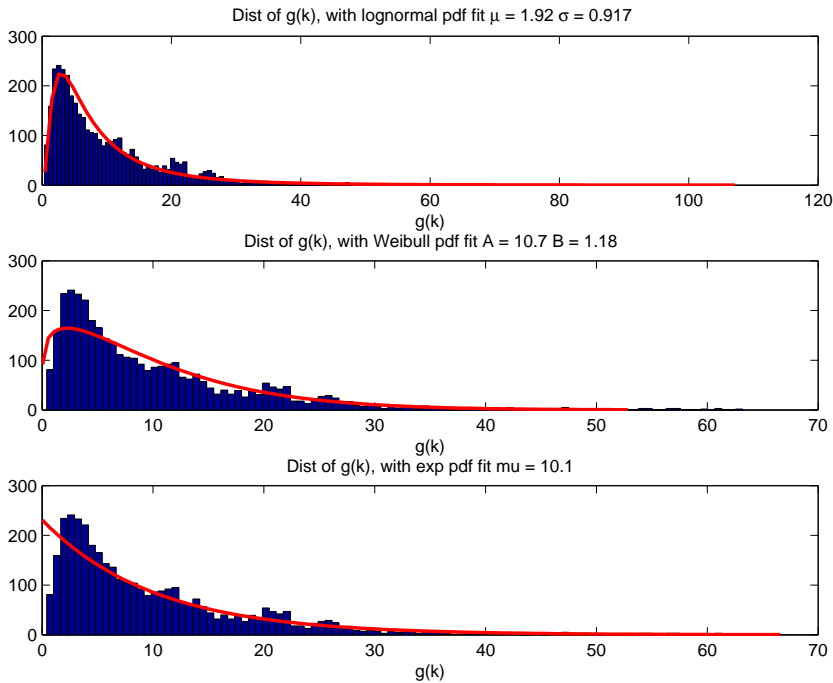 Dist of g(k), with lognormal pdf fit μ = 1.92 σ = 0.917
300
200
100
0
0 20 40 60 80 100 120
g(k)
Dist of g(k), with Weibull pdf fit A = 10.7 B = 1.18
300
200
100
0
0 10 20 30 40 50 60 70
g(k)
Dist of g(k), with exp pdf fit mu = 10.1
300
200
100
0
0 10 20 30 40 50 60 70
g(k)